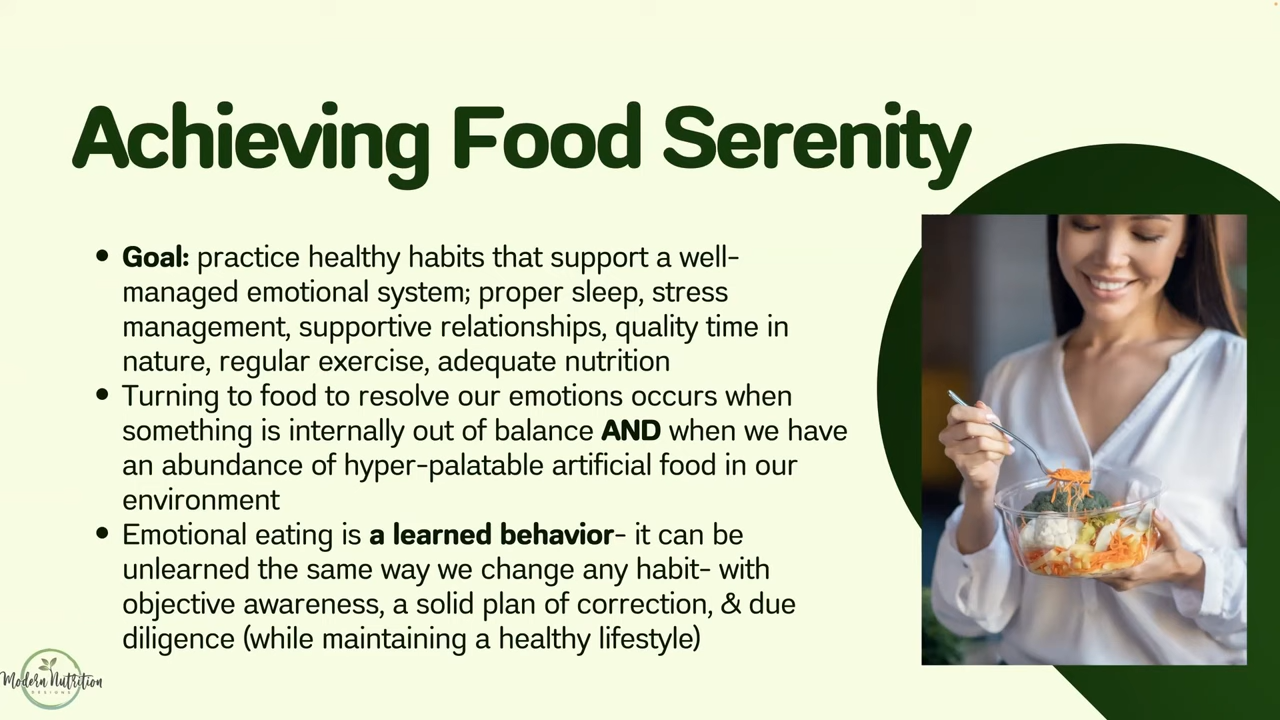 Achieving Food Serenity
• Goal: practice healthy habits that support a well-
managed emotional system; proper sleep, stress
management, supportive relationships, quality time in
nature, regular exercise, adequate nutrition
• Turning to food to resolve our emotions occurs when
something is internally out of balance AND when we have
an abundance of hyper-palatable artificial food in our
environment
• Emotional eating is a learned behavior- it can be
unlearned the same way we change any habit- with
objective awareness, a solid plan of correction, & due
diligence (while maintaining a healthy lifestyle)
Modern Nutrition
DESIGNS